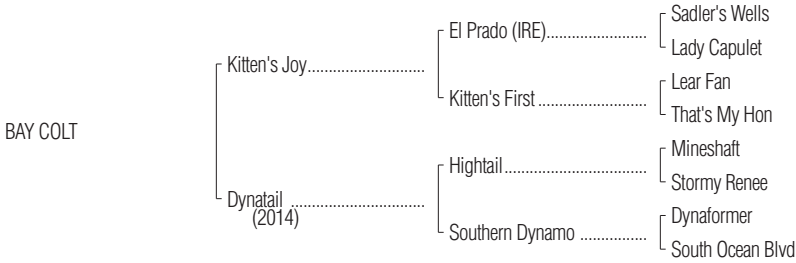 Sadler's Wells
El Prado (IRE)..........................
Lady Capulet
Kitten's Joy..............................
Lear Fan
Kitten's First............................
That's My Hon
BAY COLT
Mineshaft
Hightail.....................................
Stormy Renee
Dynatail ...................................
(2014)
Dynaformer
Southern Dynamo .................
South Ocean Blvd